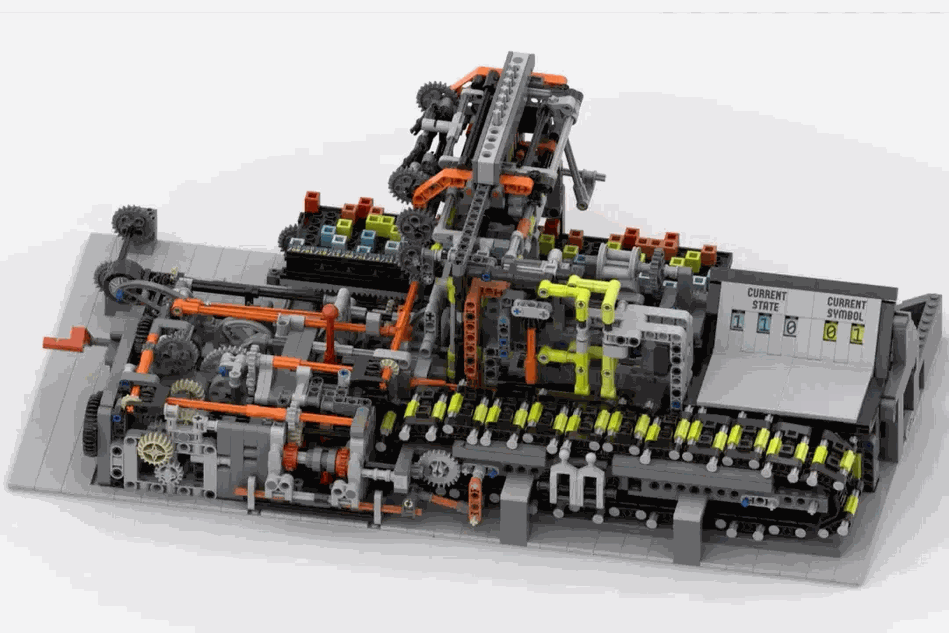 CURRENT
STATE
1 1 0
CURRENT
SYMBOL
0 1